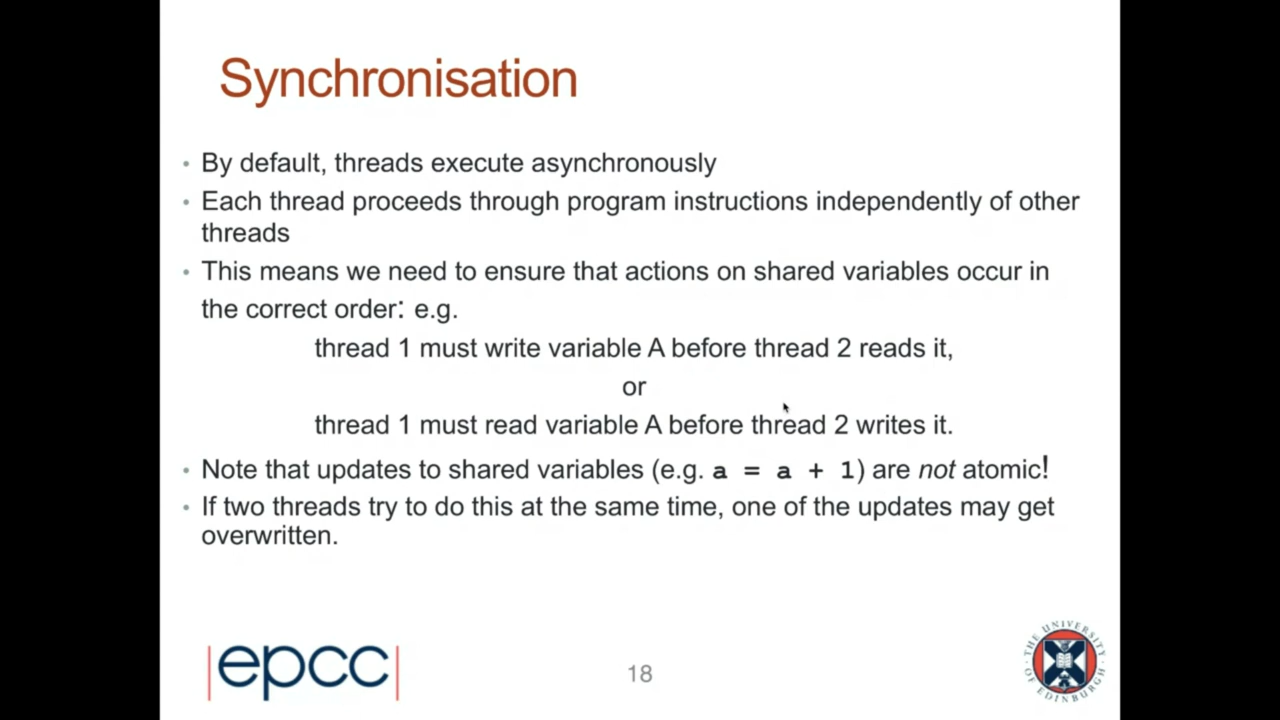 Synchronisation
• By default, threads execute asynchronously
• Each thread proceeds through program instructions independently of other
threads
• This means we need to ensure that actions on shared variables occur in
the correct order: e.g.
thread 1 must write variable A before thread 2 reads it,
or
thread 1 must read variable A before thread 2 writes it.
• Note that updates to shared variables (e.g. a = a + 1) are not atomic!
• If two threads try to do this at the same time, one of the updates may get
overwritten.
|epcc|
18
THE UNIVERSITY
OF EDINBURGH